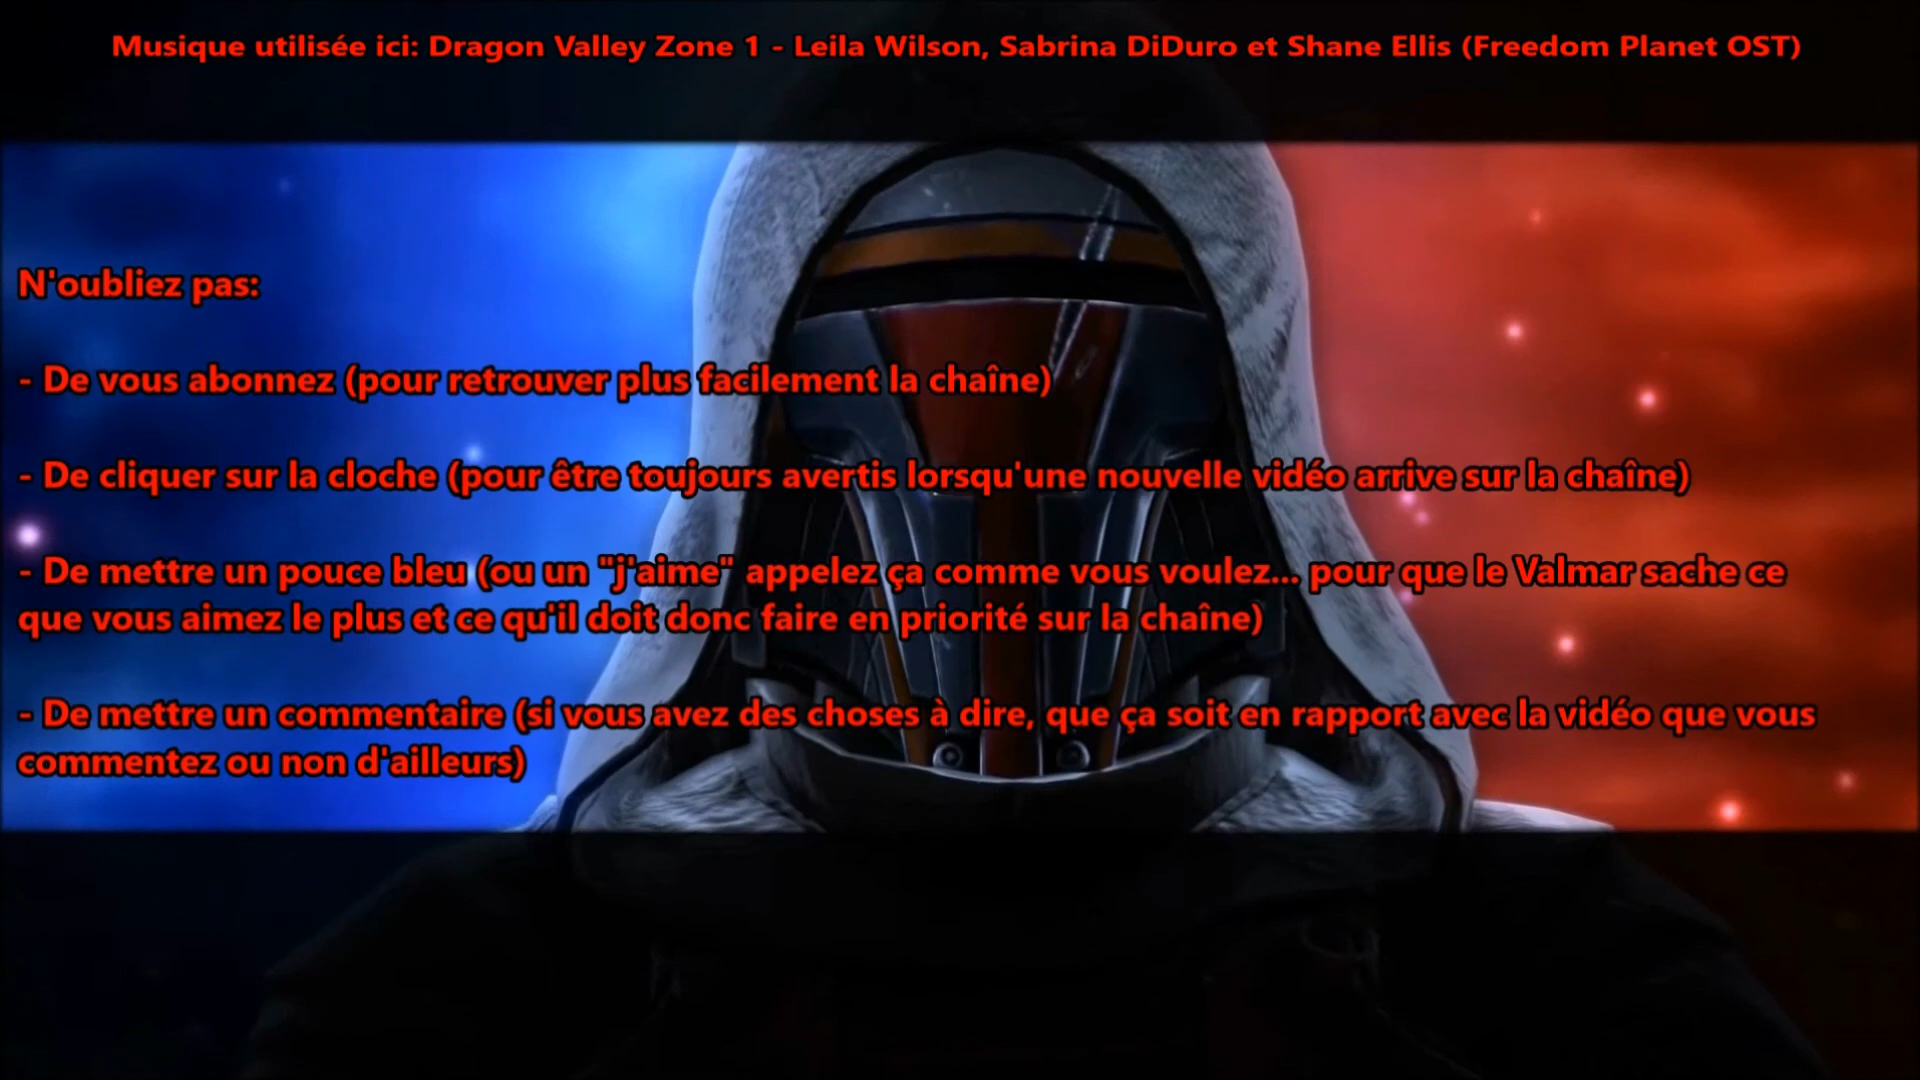 Musique utilisée ici: Dragon Valley Zone 1 - Leila Wilson, Sabrina DiDuro et Shane Ellis (Freedom Planet OST)
N'oubliez pas:
- De vous abonnez (pour retrouver plus facilement la chaîne)
- De cliquer sur la cloche (pour être toujours avertis lorsqu'une nouvelle vidéo arrive sur la chaîne)
- De mettre un pouce bleu (ou un "j'aime" appelez ça comme vous voulez... pour que le Valmar sache ce
que vous aimez le plus et ce qu'il doit donc faire en priorité sur la chaîne)
- De mettre un commentaire (si vous avez des choses à dire, que ça soit en rapport avec la vidéo que vous
commentez ou non d'ailleurs)